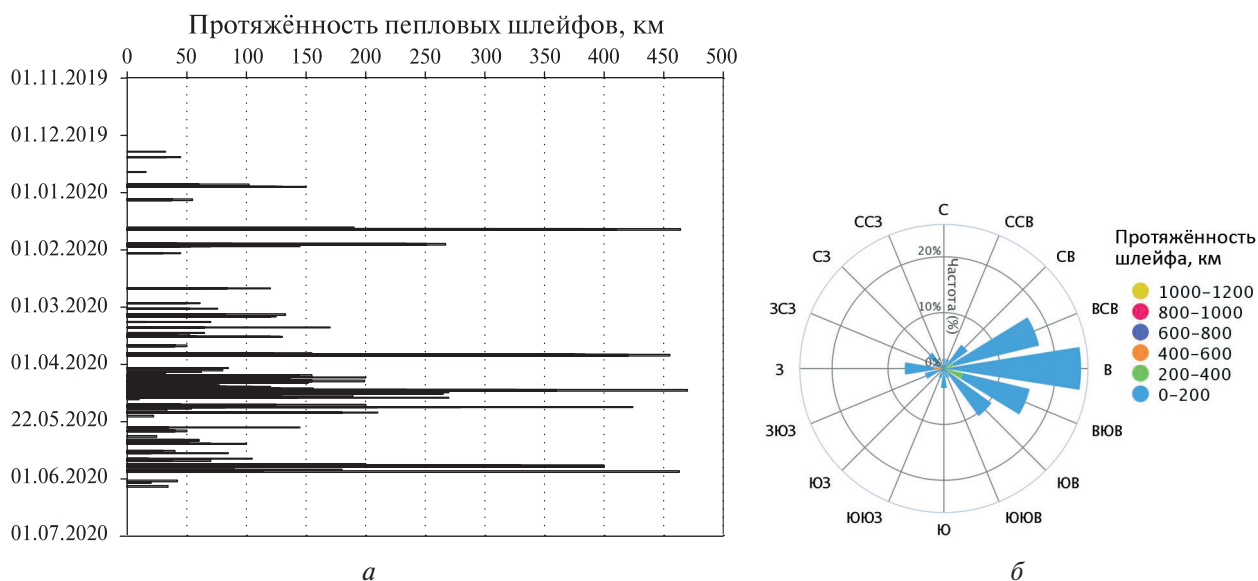 Протяжённость пепловых шлейфов, км
0 50 100 150 200 250 300 350 400 450 500
01.11.2019
01.12.2019
01.01.2020
01.02.2020
01.03.2020
01.04.2020
22.05.2020
01.06.2020
01.07.2020
а
С
ССВ
СВ
ВСВ
В
ВЮВ
ЮВ
ЮЮВ
Ю
ЮЮЗ
ЮЗ
ЗЮЗ
З
ЗСЗ
СЗ
ССЗ
20%
10%
0%
Частота (%)
Протяжённость
шлейфа, км
1000–1200
800–1000
600–800
400–600
200–400
0–200
б